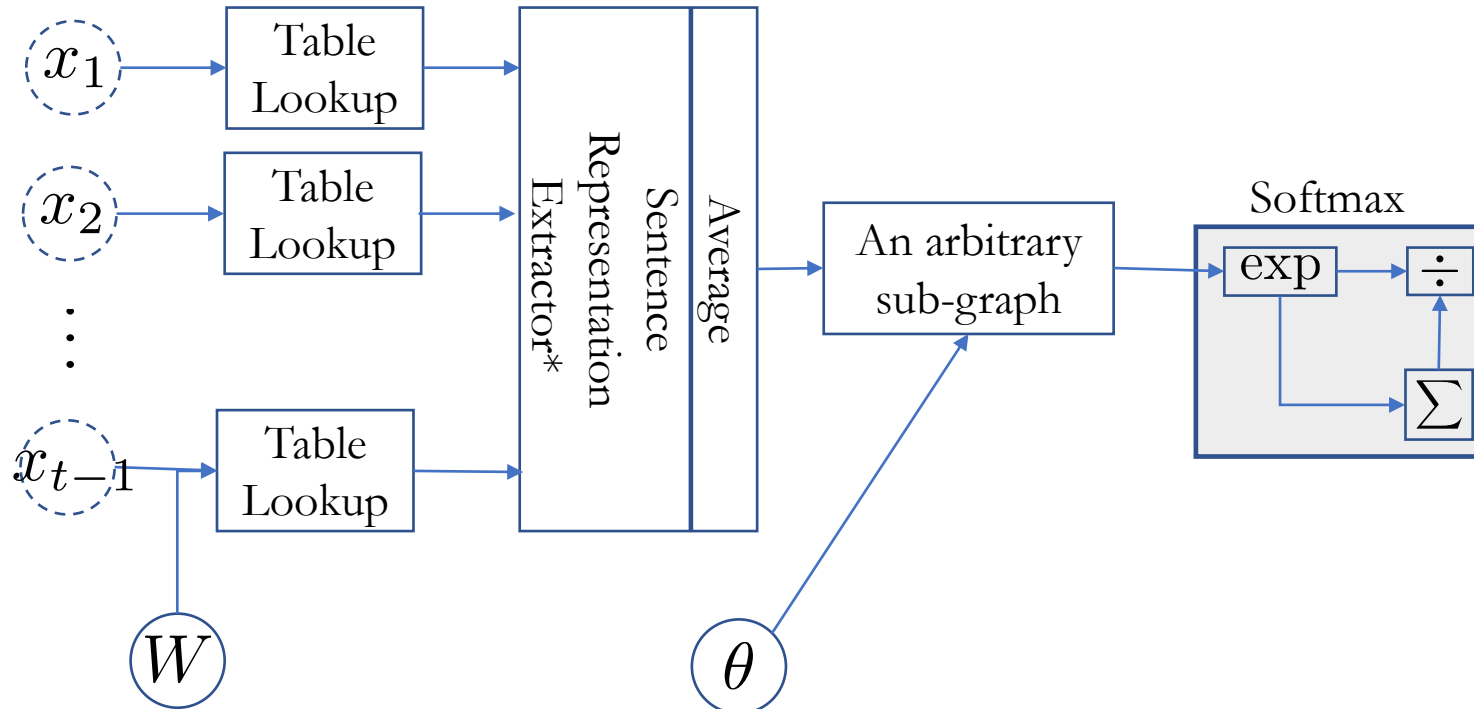 x₁
Table
Lookup
x₂
Table
Lookup
⋮
xₜ₋₁
Table
Lookup
W
Sentence
Representation
Extractor*
Average
An arbitrary
sub-graph
θ
Softmax
exp
÷
∑